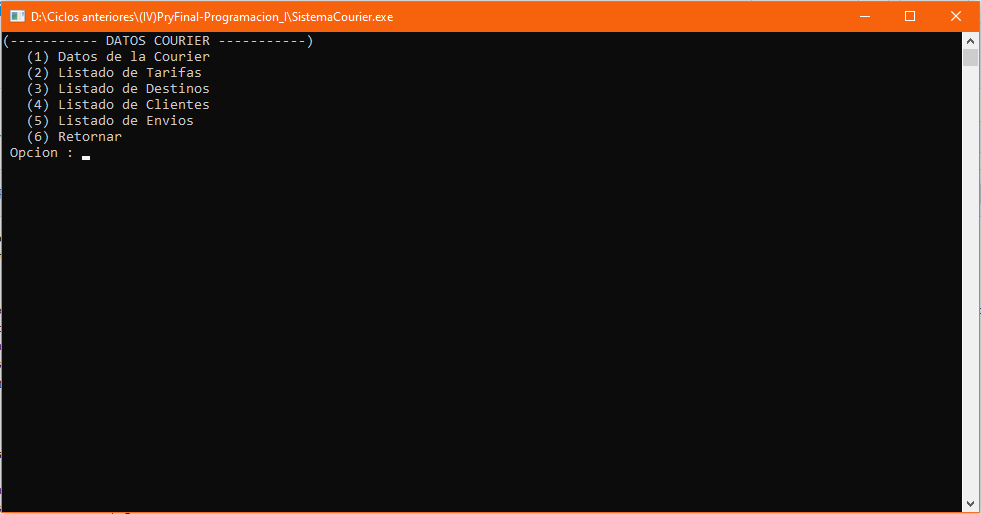 D:\Ciclos anteriores\(IV)PryFinal-Programacion_I\SistemaCourier.exe
(----------- DATOS COURIER -----------)
(1) Datos de la Courier
(2) Listado de Tarifas
(3) Listado de Destinos
(4) Listado de Clientes
(5) Listado de Envios
(6) Retornar
Opcion :